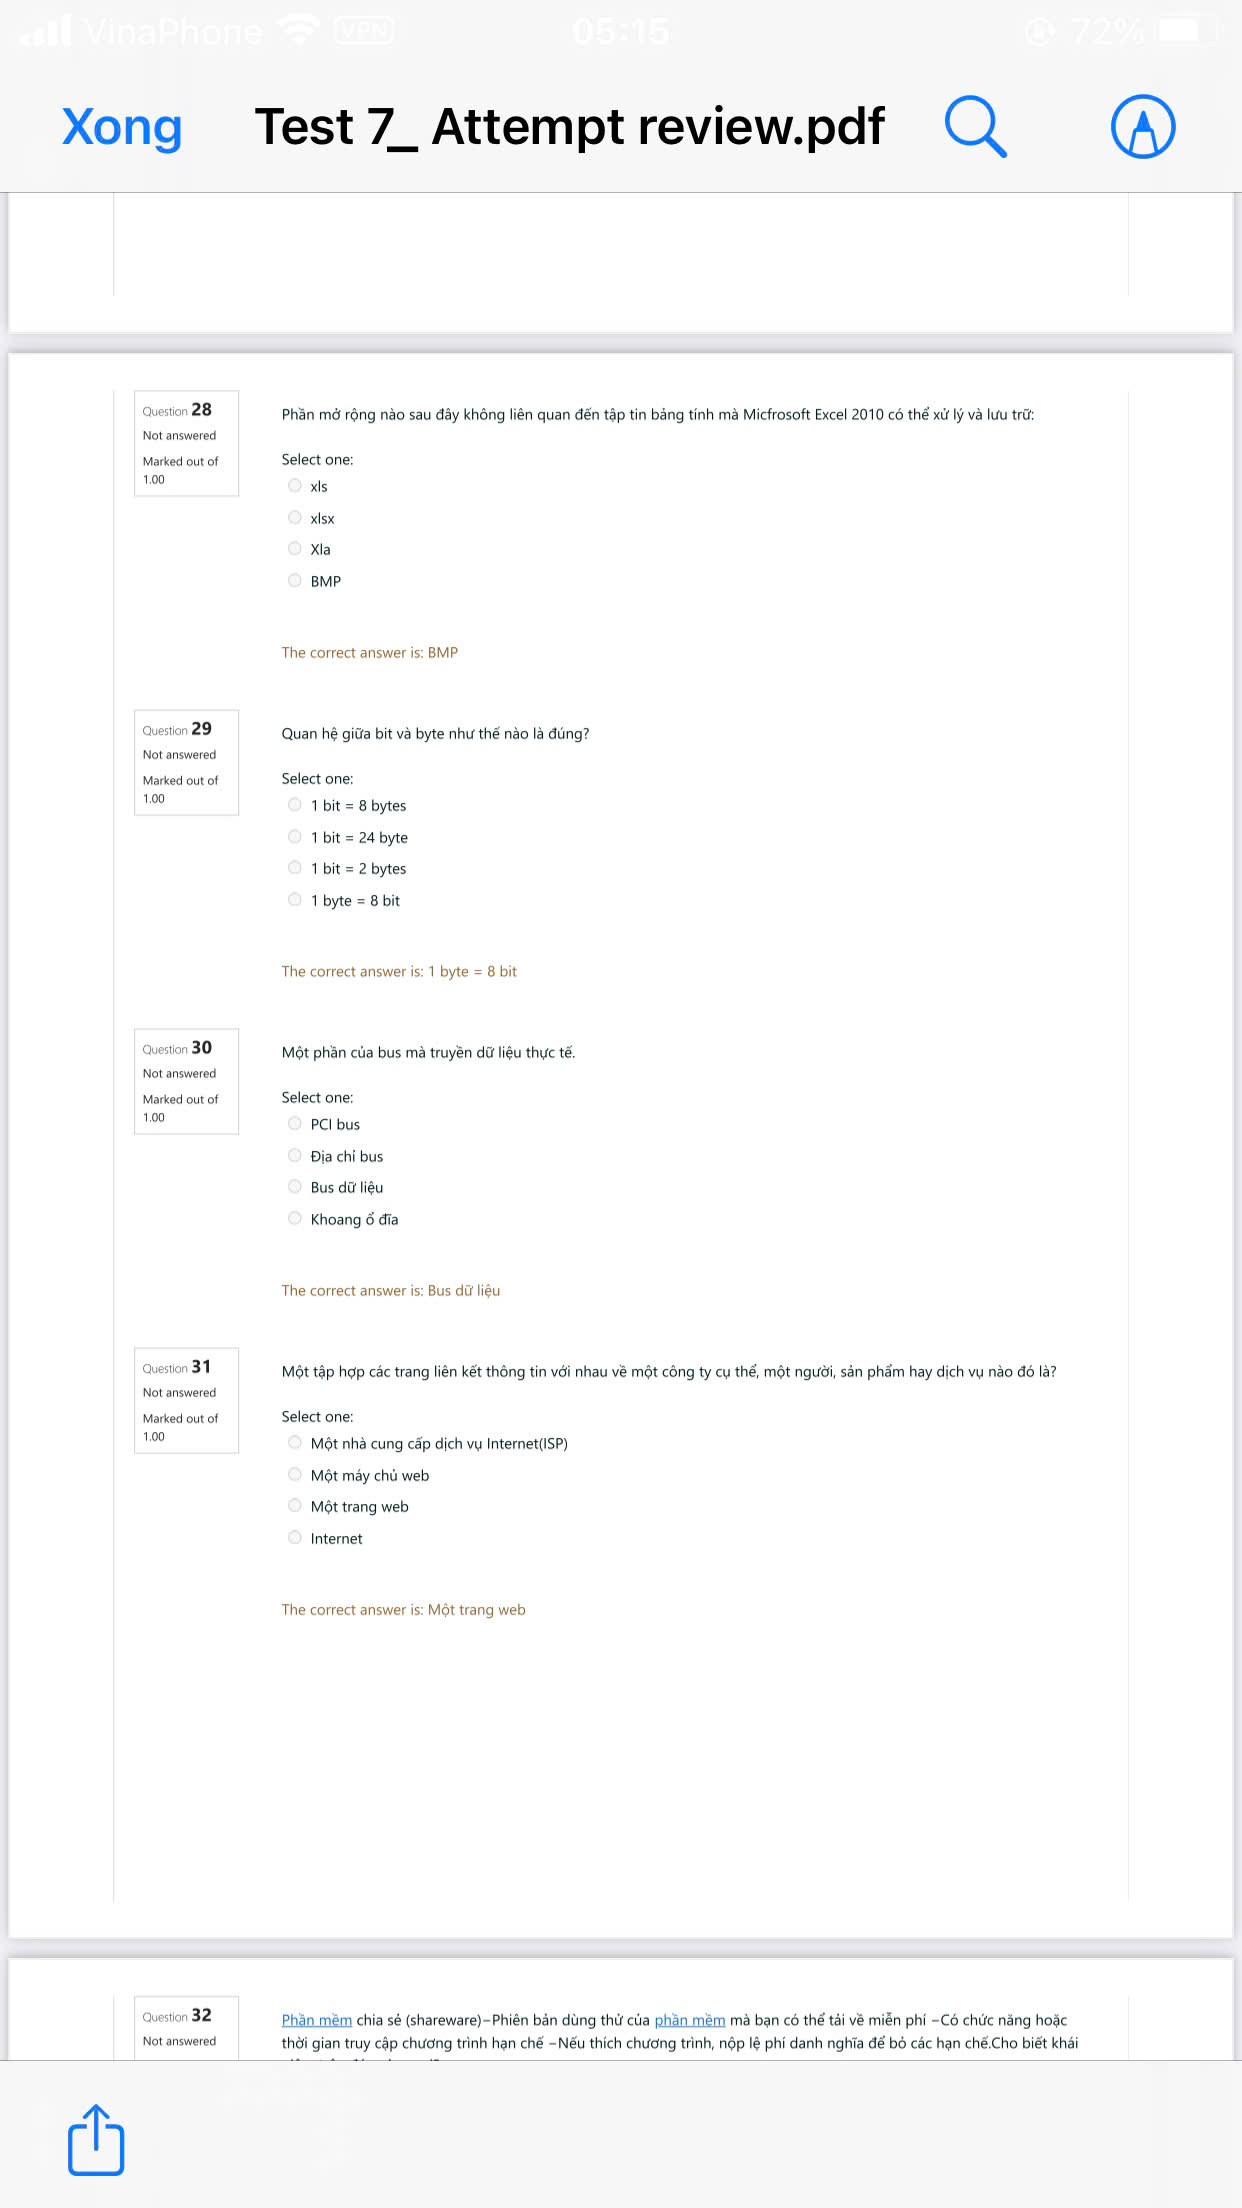 VinaPhone VPN 05:15 72%
Xong Test 7_ Attempt review.pdf
Question 28
Not answered
Marked out of
1.00
Phần mở rộng nào sau đây không liên quan đến tập tin bảng tính mà Micfrosoft Excel 2010 có thể xử lý và lưu trữ:
Select one:
xls
xlsx
Xla
BMP
The correct answer is: BMP
Question 29
Not answered
Marked out of
1.00
Quan hệ giữa bit và byte như thế nào là đúng?
Select one:
1 bit = 8 bytes
1 bit = 24 byte
1 bit = 2 bytes
1 byte = 8 bit
The correct answer is: 1 byte = 8 bit
Question 30
Not answered
Marked out of
1.00
Một phần của bus mà truyền dữ liệu thực tế.
Select one:
PCI bus
Địa chỉ bus
Bus dữ liệu
Khoang ổ đĩa
The correct answer is: Bus dữ liệu
Question 31
Not answered
Marked out of
1.00
Một tập hợp các trang liên kết thông tin với nhau về một công ty cụ thể, một người, sản phẩm hay dịch vụ nào đó là?
Select one:
Một nhà cung cấp dịch vụ Internet(ISP)
Một máy chủ web
Một trang web
Internet
The correct answer is: Một trang web
Question 32
Not answered
Phần mềm chia sẻ (shareware)–Phiên bản dùng thử của phần mềm mà bạn có thể tải về miễn phí –Có chức năng hoặc
thời gian truy cập chương trình hạn chế –Nếu thích chương trình, nộp lệ phí danh nghĩa để bỏ các hạn chế.Cho biết khái